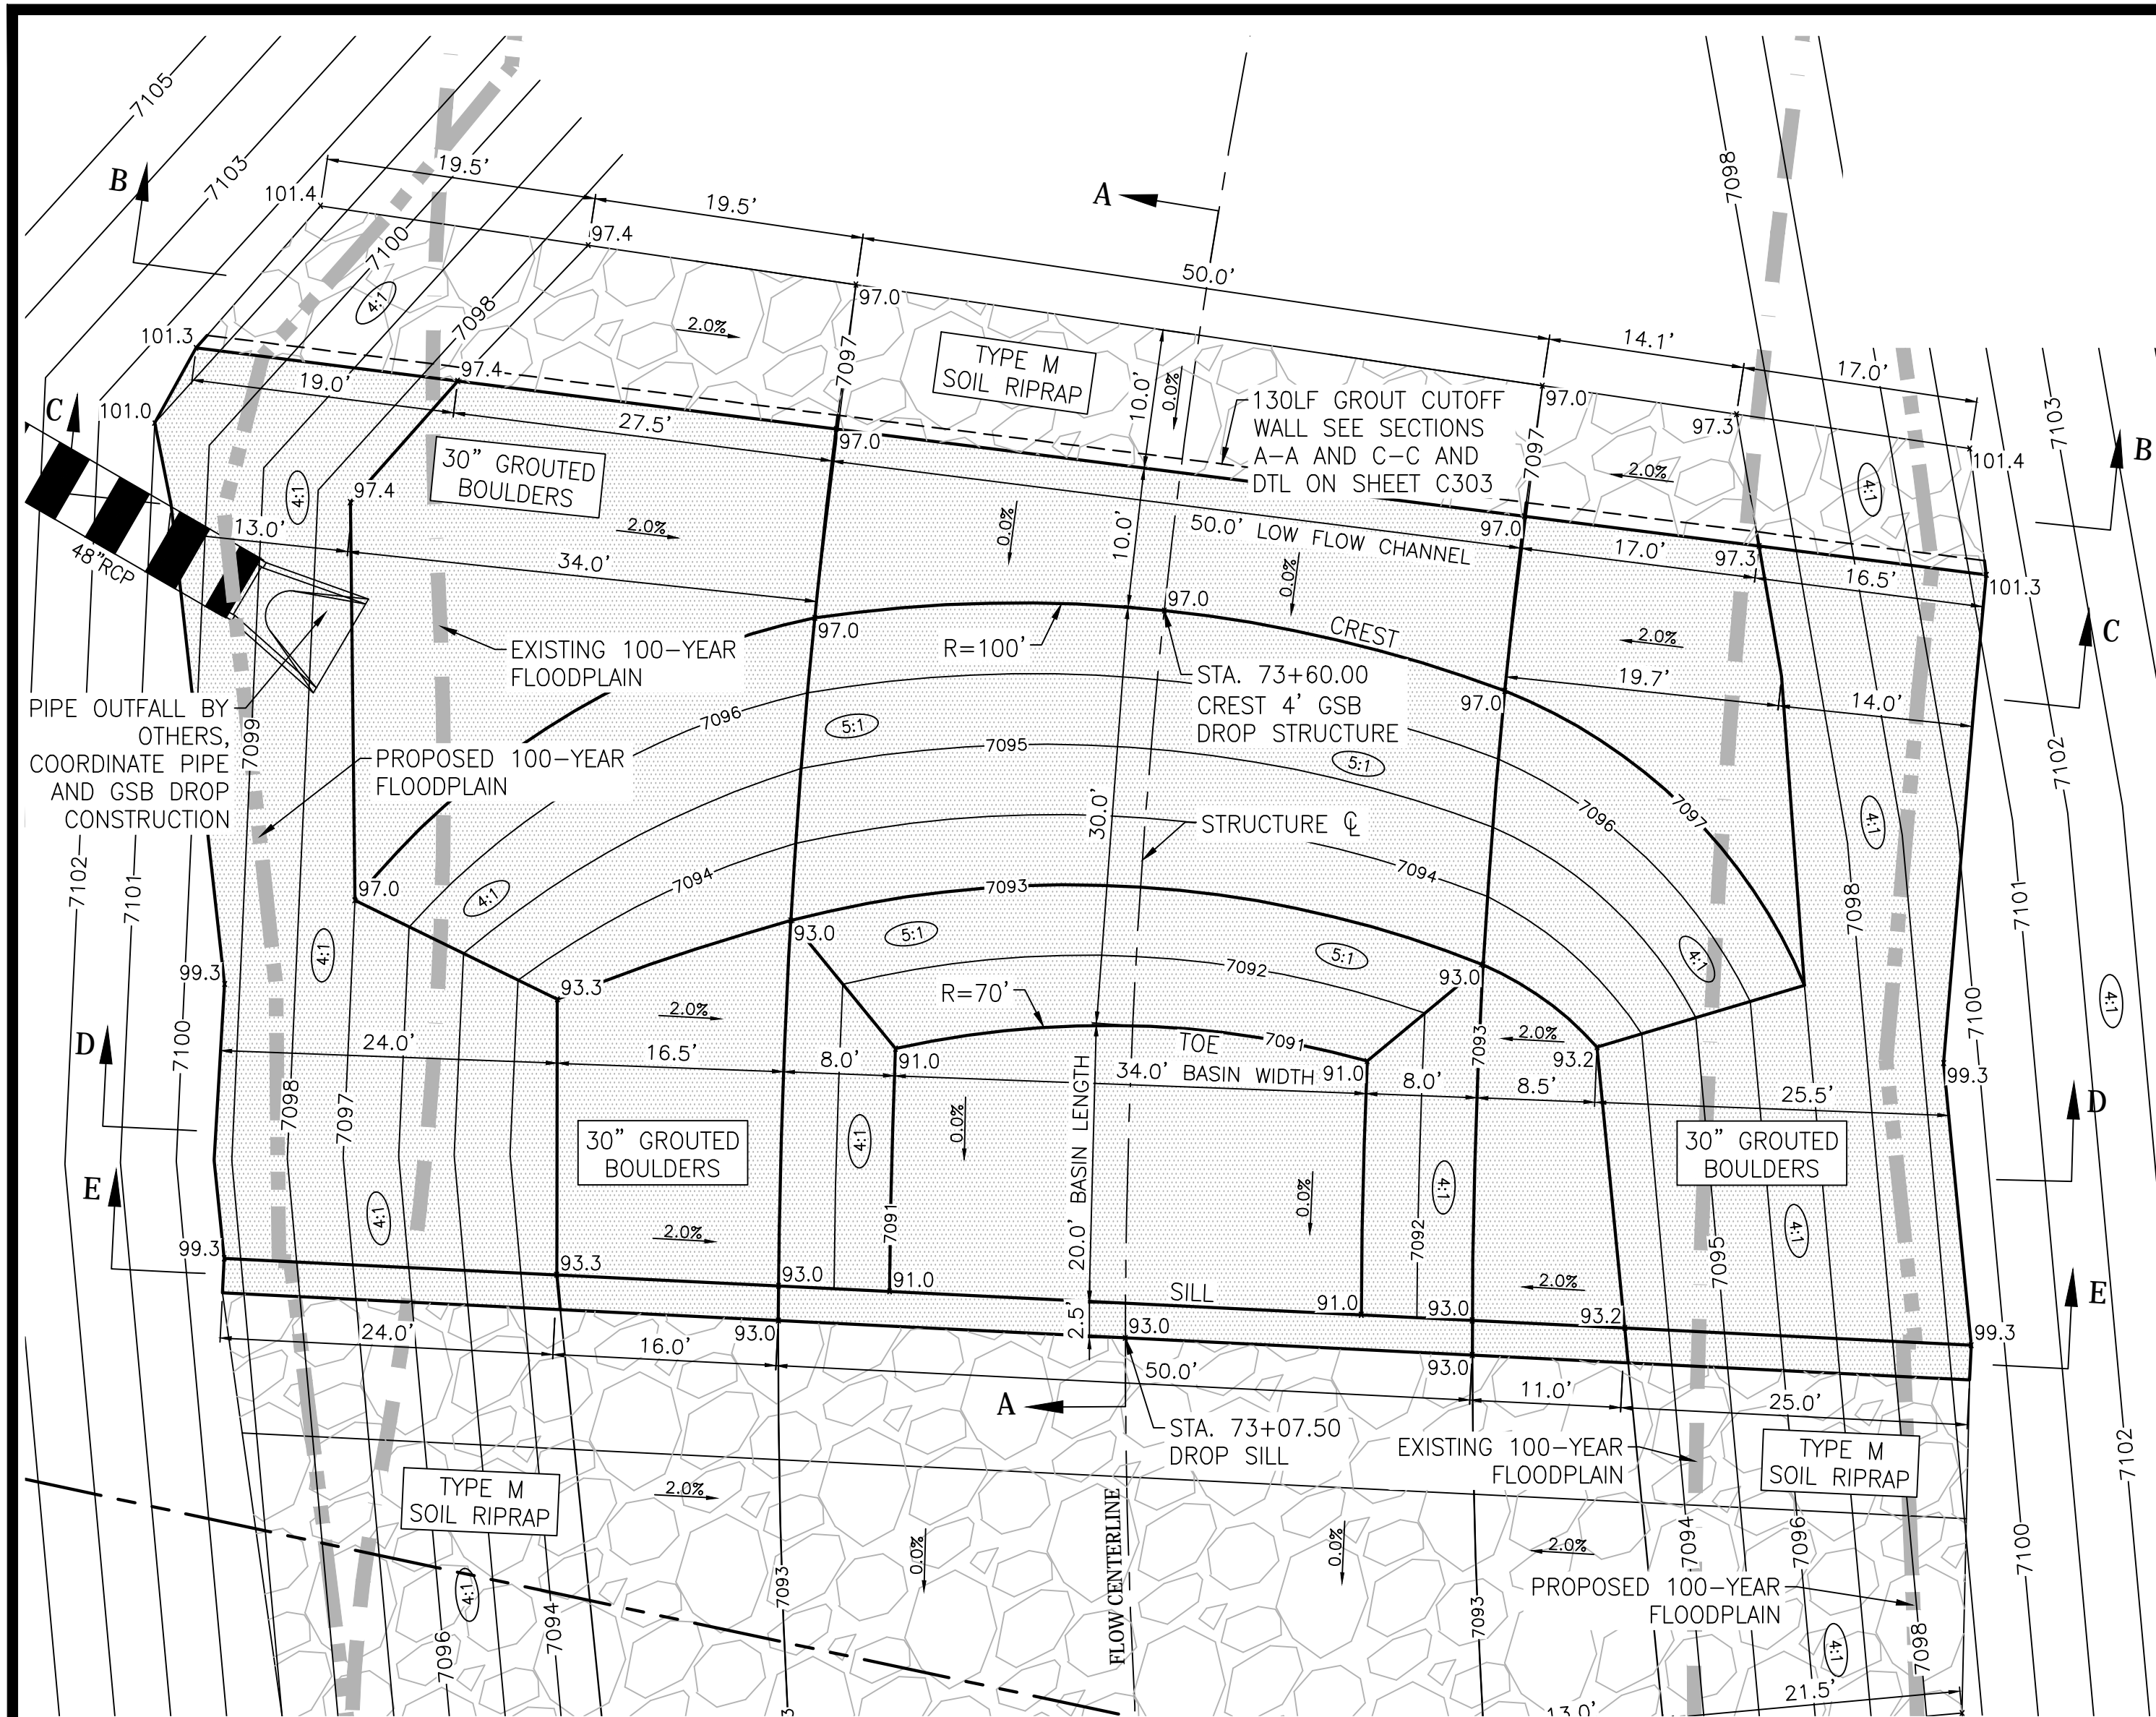 7105
7103
B
19.5'
101.4
19.5'
97.4
A
50.0'
7098
7100
4:1
7098
101.3
97.0
2.0%
7097
TYPE M
SOIL RIPRAP
10.0'
0.0%
14.1'
17.0'
97.0
97.3
101.4
7103
B
C
101.0
19.0'
97.4
27.5'
97.0
130LF GROUT CUTOFF
WALL SEE SECTIONS
A-A AND C-C AND
DTL ON SHEET C303
7097
2.0%
4:1
7102
30" GROUTED
BOULDERS
97.4
4:1
13.0'
34.0'
2.0%
0.0%
10.0'
50.0' LOW FLOW CHANNEL
97.0
17.0'
97.3
16.5'
101.3
48"RCP
0.0%
97.0
97.0
R=100'
CREST
2.0%
C
EXISTING 100-YEAR
FLOODPLAIN
STA. 73+60.00
CREST 4' GSB
DROP STRUCTURE
97.0
19.7'
14.0'
PIPE OUTFALL BY
OTHERS,
COORDINATE PIPE
AND GSB DROP
CONSTRUCTION
7099
PROPOSED 100-YEAR
FLOODPLAIN
7096
5:1
7095
5:1
30.0'
STRUCTURE ℄
7096
7097
4:1
7102
7101
97.0
4:1
7094
7093
7094
7098
7101
4:1
99.3
93.3
93.0
5:1
7092
5:1
93.0
4:1
7100
4:1
D
7100
24.0'
2.0%
16.5'
8.0'
R=70'
91.0
TOE
7091
34.0' BASIN WIDTH
91.0
8.0'
7093
2.0%
93.2
8.5'
25.5'
99.3
D
7098
7097
30" GROUTED
BOULDERS
4:1
0.0%
20.0' BASIN LENGTH
0.0%
4:1
30" GROUTED
BOULDERS
E
4:1
99.3
2.0%
7091
7092
7095
4:1
93.3
93.0
91.0
SILL
91.0
93.0
2.0%
93.2
E
24.0'
16.0'
93.0
2.5'
93.0
50.0'
93.0
11.0'
25.0'
99.3
A
STA. 73+07.50
DROP SILL
EXISTING 100-YEAR
FLOODPLAIN
TYPE M
SOIL RIPRAP
7102
TYPE M
SOIL RIPRAP
2.0%
0.0%
FLOW CENTERLINE
0.0%
2.0%
7094
7096
7100
4:1
7096
7094
7093
7093
PROPOSED 100-YEAR
FLOODPLAIN
4:1
7098
13.0'
21.5'